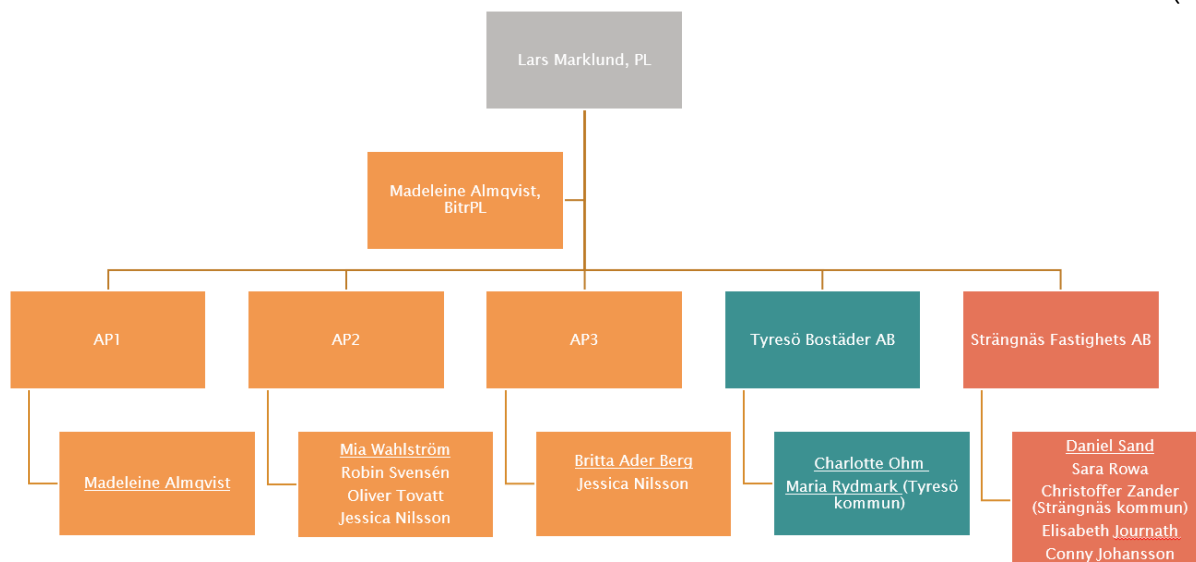 Lars Marklund, PL
Madeleine Almqvist,
BitrPL
AP1
AP2
AP3
Tyresö Bostäder AB
Strängnäs Fastighets AB
Madeleine Almqvist
Mia Wahlström
Robin Svensén
Oliver Tovatt
Jessica Nilsson
Britta Ader Berg
Jessica Nilsson
Charlotte Ohm
Maria Rydmark (Tyresö
kommun)
Daniel Sand
Sara Rowa
Christoffer Zander
(Strängnäs kommun)
Elisabeth Journath
Conny Johansson